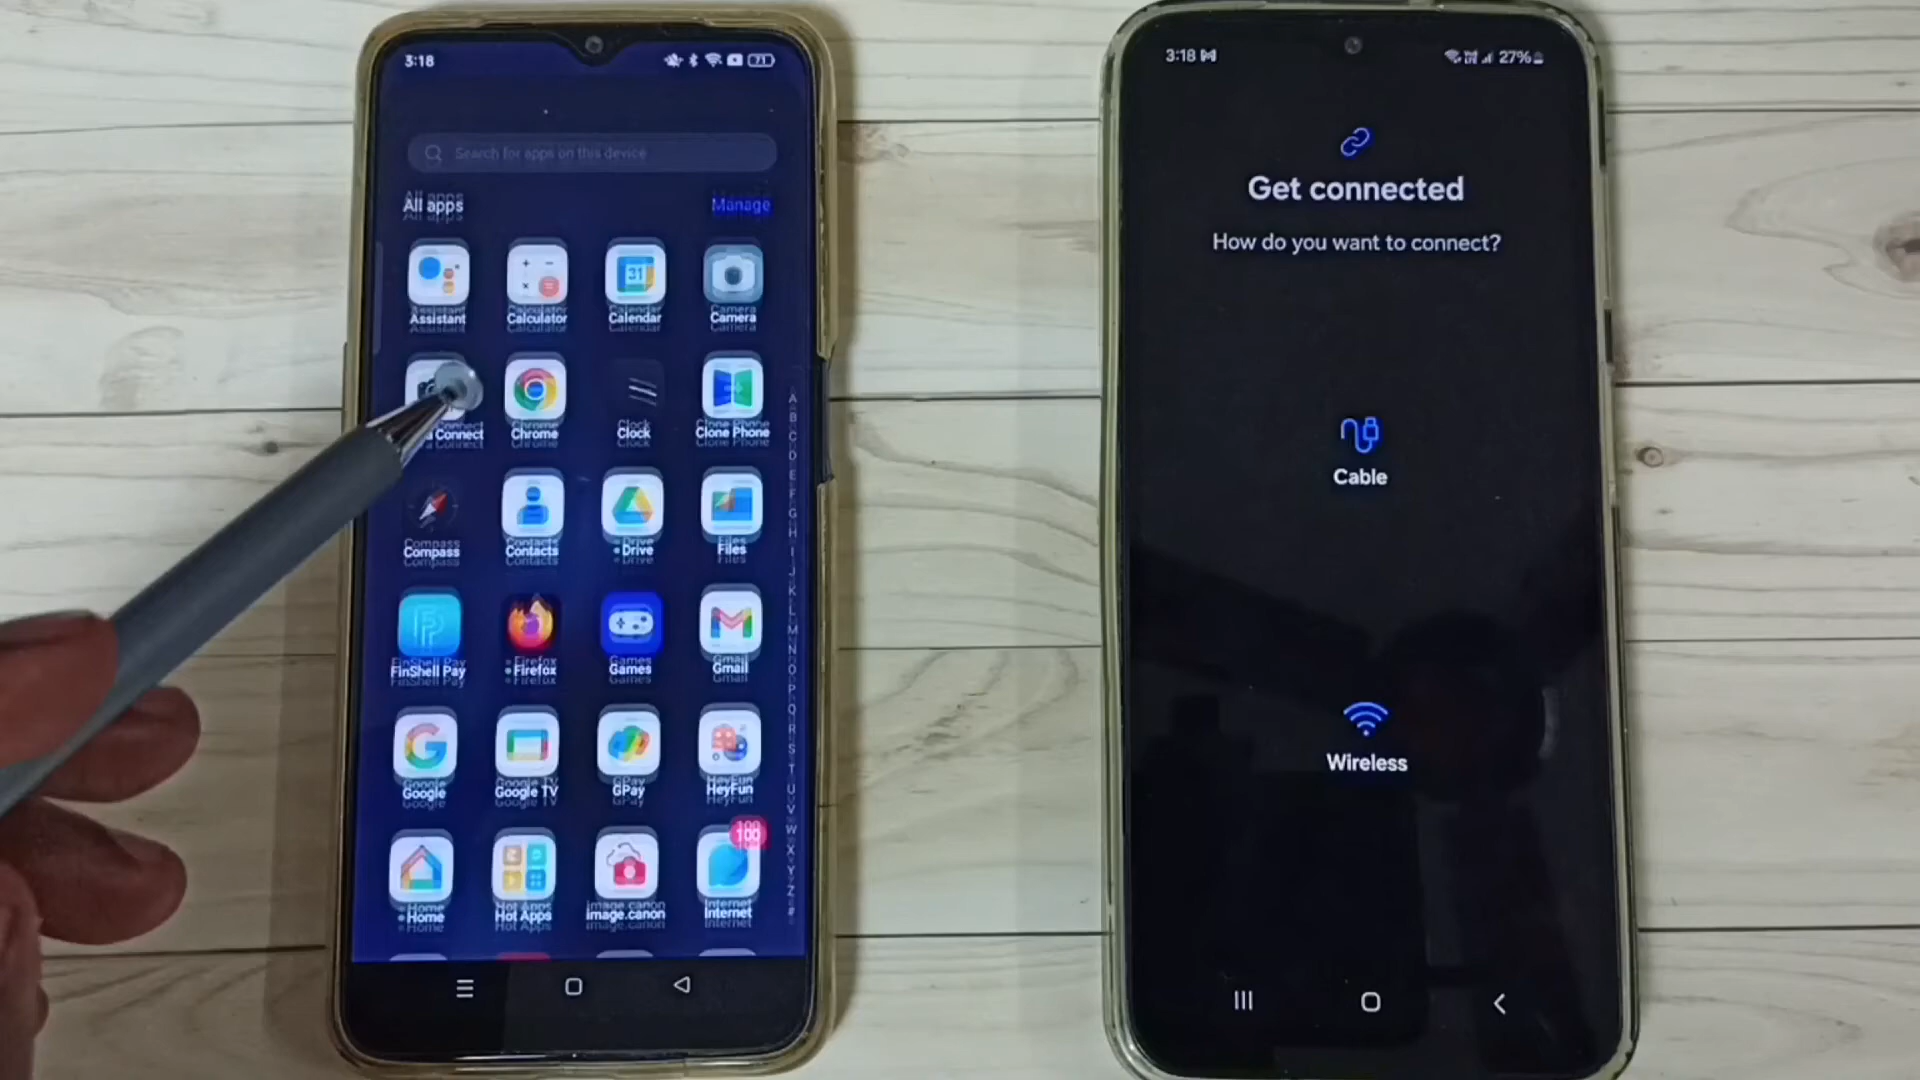 3:18
71
Search for apps on this device
All apps
Manage
Assistant
Calculator
Calendar
Camera
Connect
Chrome
Clock
Clone Phone
Compass
Contacts
Drive
Files
FinShell Pay
Firefox
Games
Gmail
Google
Google TV
GPay
HeyFun
100
Home
Hot Apps
image.canon
Internet
A
B
C
D
E
F
G
H
I
J
K
L
M
N
O
P
Q
R
S
T
U
V
W
X
Y
Z
#
3:18
27%
Get connected
How do you want to connect?
Cable
Wireless